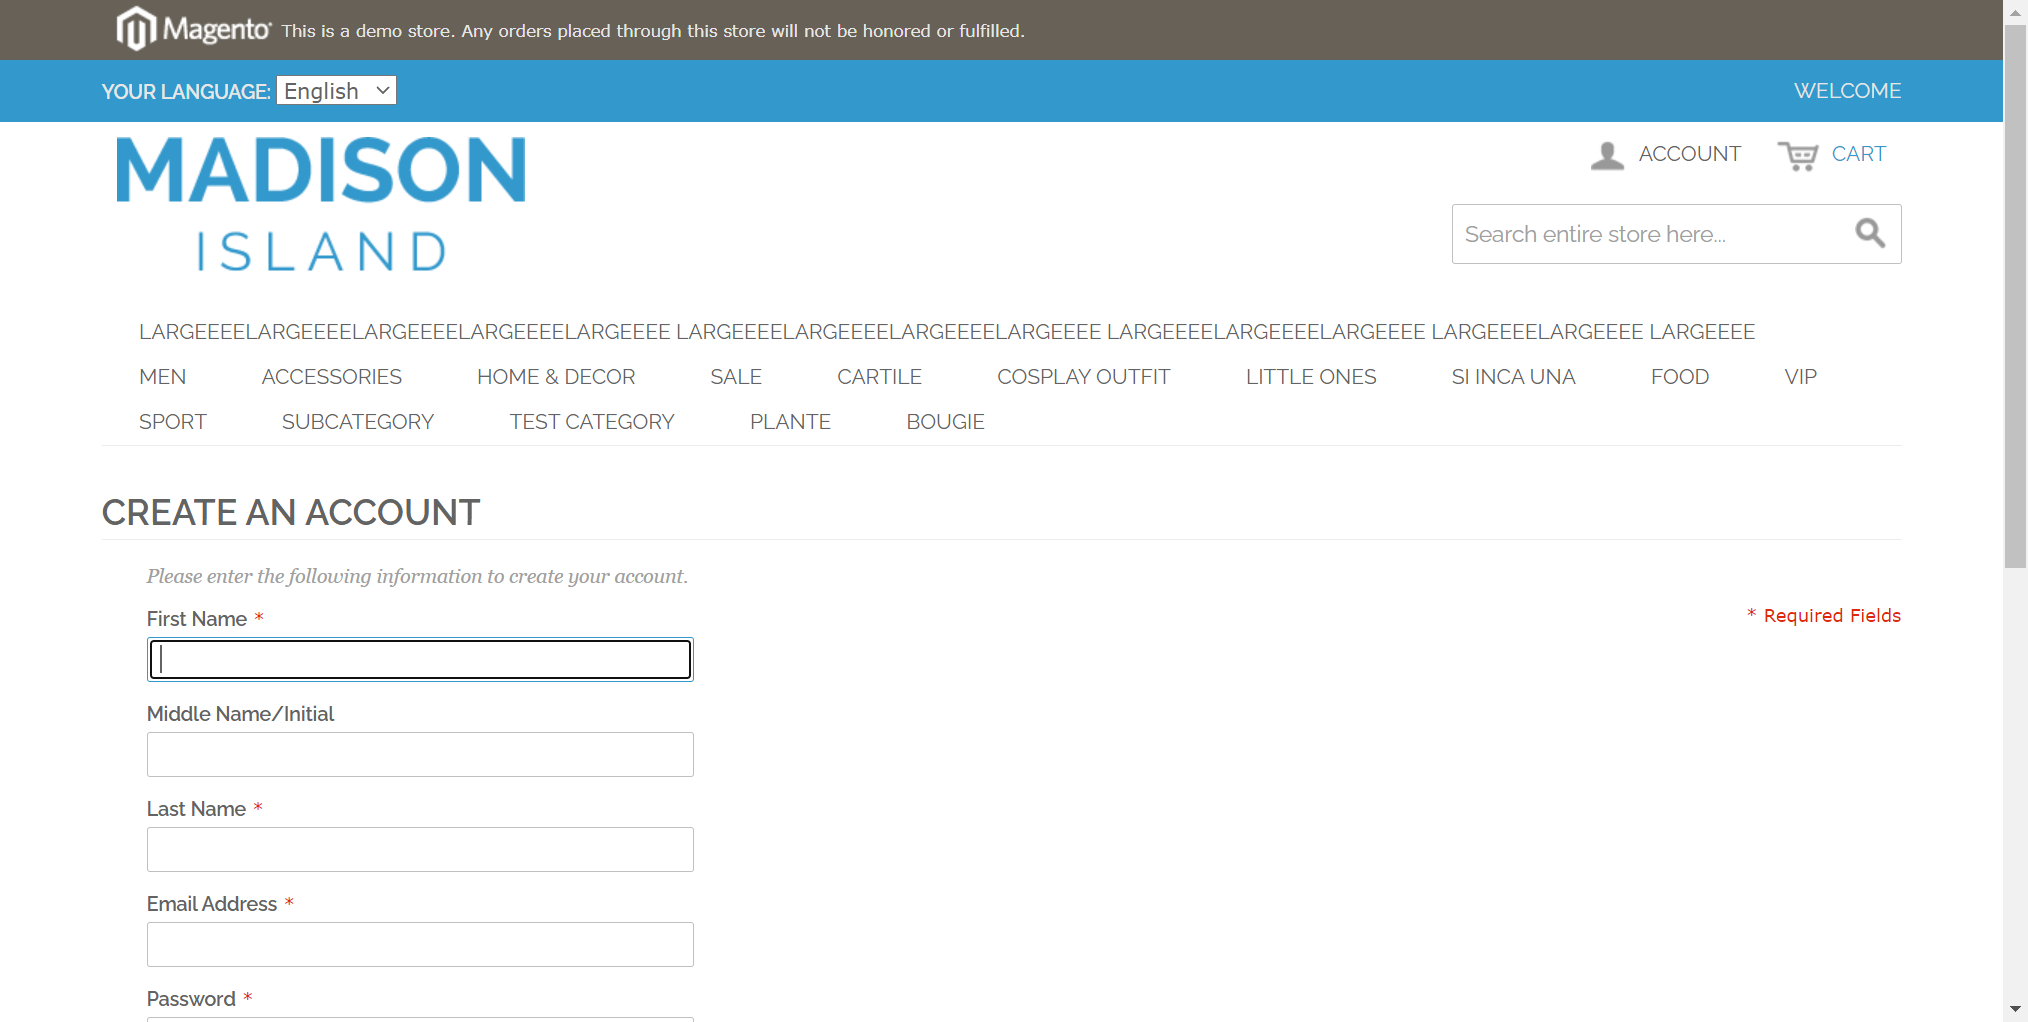 Magento This is a demo store. Any orders placed through this store will not be honored or fulfilled.
YOUR LANGUAGE: English WELCOME
MADISON
ISLAND
ACCOUNT CART
Search entire store here...
LARGEEEELARGEEEELARGEEEELARGEEEELARGEEEE LARGEEEELARGEEEELARGEEEELARGEEEE LARGEEEELARGEEEELARGEEEE LARGEEEELARGEEEE LARGEEEE
MEN ACCESSORIES HOME & DECOR SALE CARTILE COSPLAY OUTFIT LITTLE ONES SI INCA UNA FOOD VIP
SPORT SUBCATEGORY TEST CATEGORY PLANTE BOUGIE
CREATE AN ACCOUNT
Please enter the following information to create your account.
First Name *
* Required Fields
Middle Name/Initial
Last Name *
Email Address *
Password *